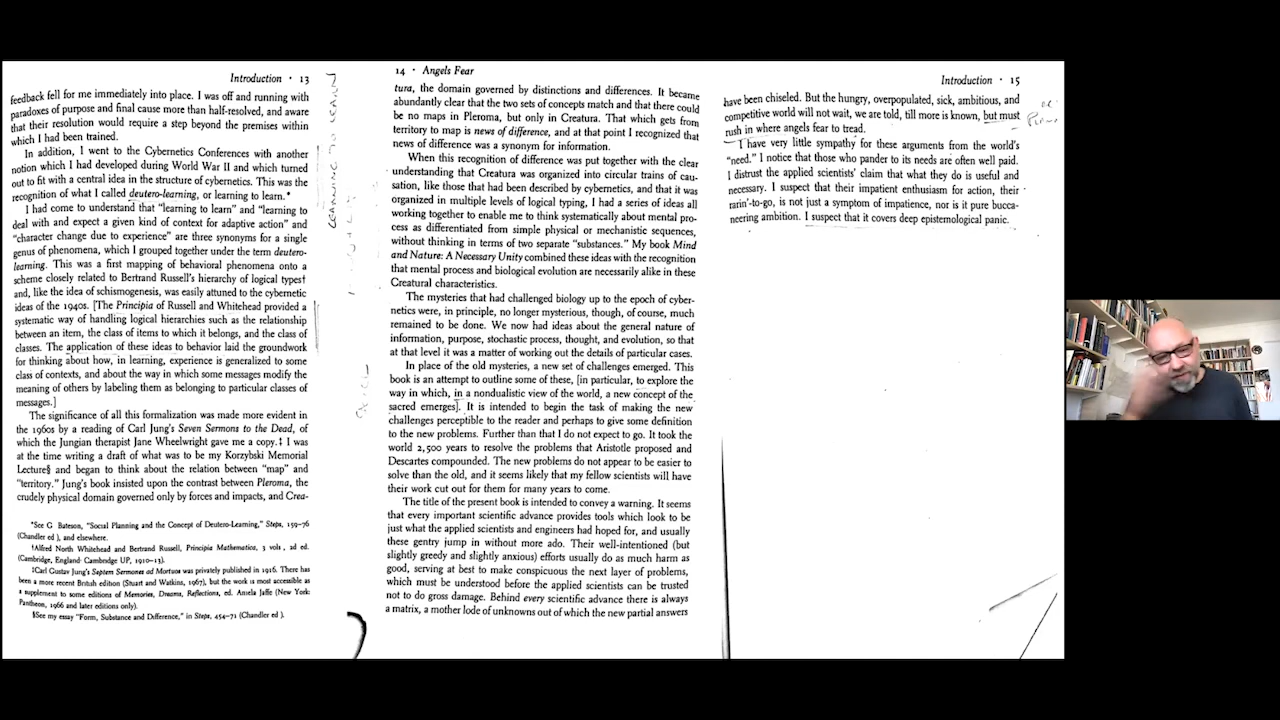 Introduction · 13
feedback fell for me immediately into place. I was off and running with
paradoxes of purpose and final cause more than half-resolved, and aware
that their resolution would require a step beyond the premises within
which I had been trained.
In addition, I went to the Cybernetics Conferences with another
notion which I had developed during World War II and which turned
out to fit with a central idea in the structure of cybernetics. This was the
recognition of what I called deutero-learning, or learning to learn.*
I had come to understand that "learning to learn" and "learning to
deal with and expect a given kind of context for adaptive action" and
"character change due to experience" are three synonyms for a single
genus of phenomena, which I grouped together under the term deutero-
learning. This was a first mapping of behavioral phenomena onto a
scheme closely related to Bertrand Russell's hierarchy of logical types†
and, like the idea of schismogenesis, was easily attuned to the cybernetic
ideas of the 1940s. [The Principia of Russell and Whitehead provided a
systematic way of handling logical hierarchies such as the relationship
between an item, the class of items to which it belongs, and the class of
classes. The application of these ideas to behavior laid the groundwork
for thinking about how, in learning, experience is generalized to some
class of contexts, and about the way in which some messages modify the
meaning of others by labeling them as belonging to particular classes of
messages.]
The significance of all this formalization was made more evident in
the 1960s by a reading of Carl Jung's Seven Sermons to the Dead, of
which the Jungian therapist Jane Wheelwright gave me a copy.‡ I was
at the time writing a draft of what was to be my Korzybski Memorial
Lecture§ and began to think about the relation between "map" and
"territory." Jung's book insisted upon the contrast between Pleroma, the
crudely physical domain governed only by forces and impacts, and Crea-
*See G Bateson, "Social Planning and the Concept of Deutero-Learning," Steps, 159-76
(Chandler ed ), and elsewhere.
†Alfred North Whitehead and Bertrand Russell, Principia Mathematica, 3 vols , 2d ed.
(Cambridge, England· Cambridge UP, 1910-13).
‡Carl Gustav Jung's Septem Sermones ad Mortuos was privately published in 1916. There has
been a more recent British edition (Stuart and Watkins, 1967), but the work is most accessible as
a supplement to some editions of Memories, Dreams, Reflections, ed. Aniela Jaffe (New York:
Pantheon, 1966 and later editions only).
§See my essay "Form, Substance and Difference," in Steps, 454-71 (Chandler ed ).
LEARNING TO LEARN
14 · Angels Fear
tura, the domain governed by distinctions and differences. It became
abundantly clear that the two sets of concepts match and that there could
be no maps in Pleroma, but only in Creatura. That which gets from
territory to map is news of difference, and at that point I recognized that
news of difference was a synonym for information.
When this recognition of difference was put together with the clear
understanding that Creatura was organized into circular trains of cau-
sation, like those that had been described by cybernetics, and that it was
organized in multiple levels of logical typing, I had a series of ideas all
working together to enable me to think systematically about mental pro-
cess as differentiated from simple physical or mechanistic sequences,
without thinking in terms of two separate "substances." My book Mind
and Nature: A Necessary Unity combined these ideas with the recognition
that mental process and biological evolution are necessarily alike in these
Creatural characteristics.
The mysteries that had challenged biology up to the epoch of cyber-
netics were, in principle, no longer mysterious, though, of course, much
remained to be done. We now had ideas about the general nature of
information, purpose, stochastic process, thought, and evolution, so that
at that level it was a matter of working out the details of particular cases.
In place of the old mysteries, a new set of challenges emerged. This
book is an attempt to outline some of these, [in particular, to explore the
way in which, in a nondualistic view of the world, a new concept of the
sacred emerges]. It is intended to begin the task of making the new
challenges perceptible to the reader and perhaps to give some definition
to the new problems. Further than that I do not expect to go. It took the
world 2,500 years to resolve the problems that Aristotle proposed and
Descartes compounded. The new problems do not appear to be easier to
solve than the old, and it seems likely that my fellow scientists will have
their work cut out for them for many years to come.
The title of the present book is intended to convey a warning. It seems
that every important scientific advance provides tools which look to be
just what the applied scientists and engineers had hoped for, and usually
these gentry jump in without more ado. Their well-intentioned (but
slightly greedy and slightly anxious) efforts usually do as much harm as
good, serving at best to make conspicuous the next layer of problems,
which must be understood before the applied scientists can be trusted
not to do gross damage. Behind every scientific advance there is always
a matrix, a mother lode of unknowns out of which the new partial answers
Introduction · 15
have been chiseled. But the hungry, overpopulated, sick, ambitious, and
competitive world will not wait, we are told, till more is known, but must
rush in where angels fear to tread.
I have very little sympathy for these arguments from the world's
"need." I notice that those who pander to its needs are often well paid.
I distrust the applied scientists' claim that what they do is useful and
necessary. I suspect that their impatient enthusiasm for action, their
rarin'-to-go, is not just a symptom of impatience, nor is it pure bucca-
neering ambition. I suspect that it covers deep epistemological panic.